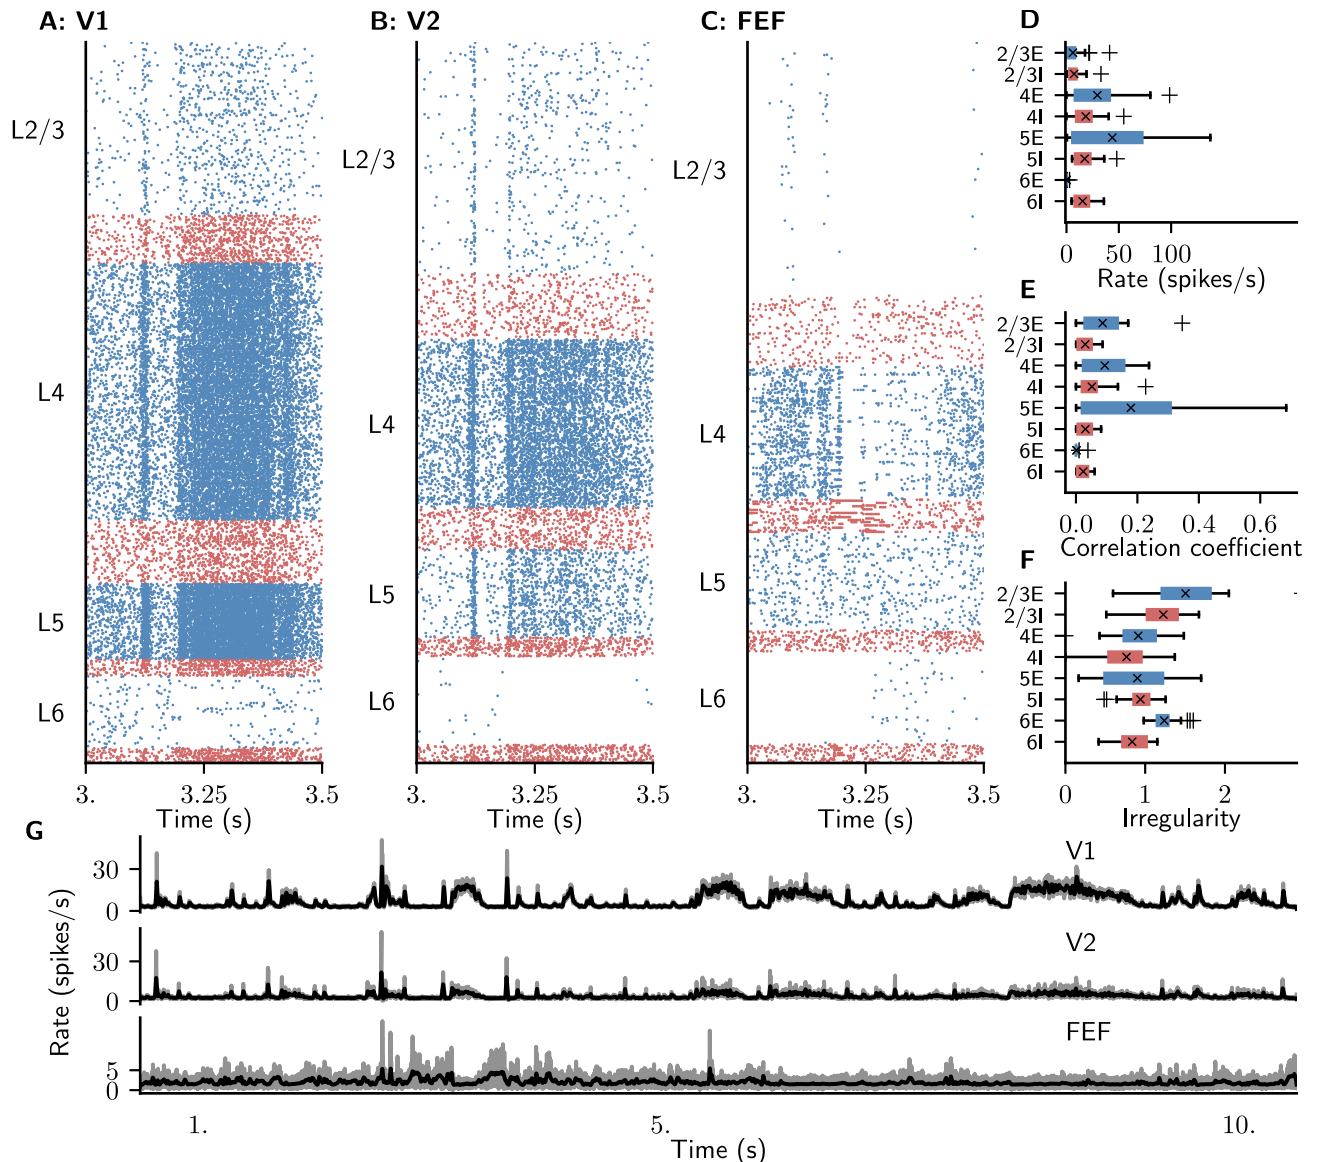 A: V1
L2/3
L4
L5
L6
3.
3.25
3.5
Time (s)
B: V2
L2/3
L4
L5
L6
3.
3.25
3.5
Time (s)
C: FEF
L2/3
L4
L5
L6
3.
3.25
3.5
Time (s)
D
2/3E
2/3I
4E
4I
5E
5I
6E
6I
0 50 100
Rate (spikes/s)
E
2/3E
2/3I
4E
4I
5E
5I
6E
6I
0.0 0.2 0.4 0.6
Correlation coefficient
F
2/3E
2/3I
4E
4I
5E
5I
6E
6I
0 1 2
Irregularity
G
Rate (spikes/s)
V1
30
0
V2
30
0
FEF
5
0
1. 5. 10.
Time (s)